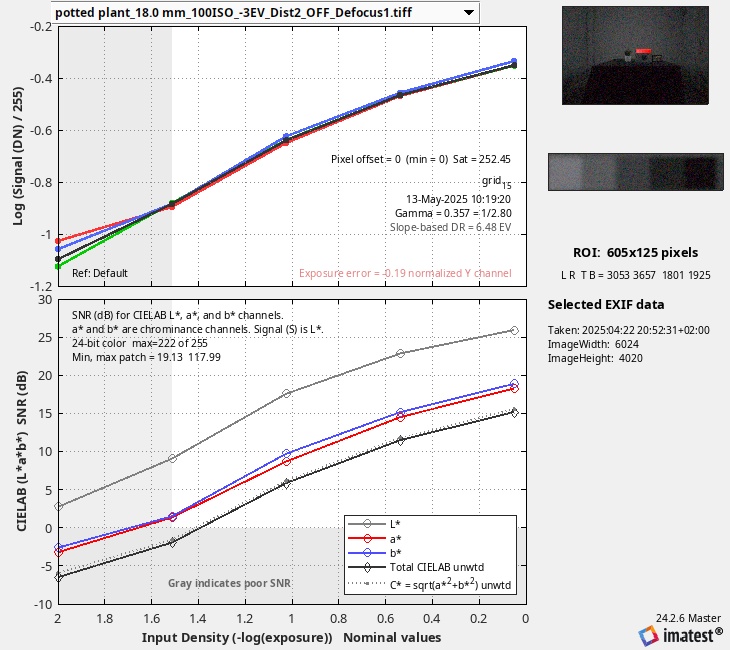 potted plant_18.0 mm_100ISO_-3EV_Dist2_OFF_Defocus1.tiff
-0.2
-0.4
-0.6
-0.8
-1
-1.2
Log (Signal (DN) / 255)
Pixel offset = 0 (min = 0) Sat = 252.45
grid_15
13-May-2025 10:19:20
Gamma = 0.357 = 1/2.80
Slope-based DR = 6.48 EV
Ref: Default
Exposure error = -0.19 normalized Y channel
30
25
20
15
10
5
0
-5
-10
CIELAB (L*a*b*) SNR (dB)
SNR (dB) for CIELAB L*, a*, and b* channels.
a* and b* are chrominance channels. Signal (S) is L*.
24-bit color max=222 of 255
Min, max patch = 19.13 117.99
Gray indicates poor SNR
L*
a*
b*
Total CIELAB unwtd
C* = sqrt(a*2+b*2) unwtd
2 1.8 1.6 1.4 1.2 1 0.8 0.6 0.4 0.2 0
Input Density (-log(exposure)) Nominal values
ROI: 605x125 pixels
L R T B = 3053 3657 1801 1925
Selected EXIF data
Taken: 2025:04:22 20:52:31+02:00
ImageWidth: 6024
ImageHeight: 4020
24.2.6 Master
imatest®